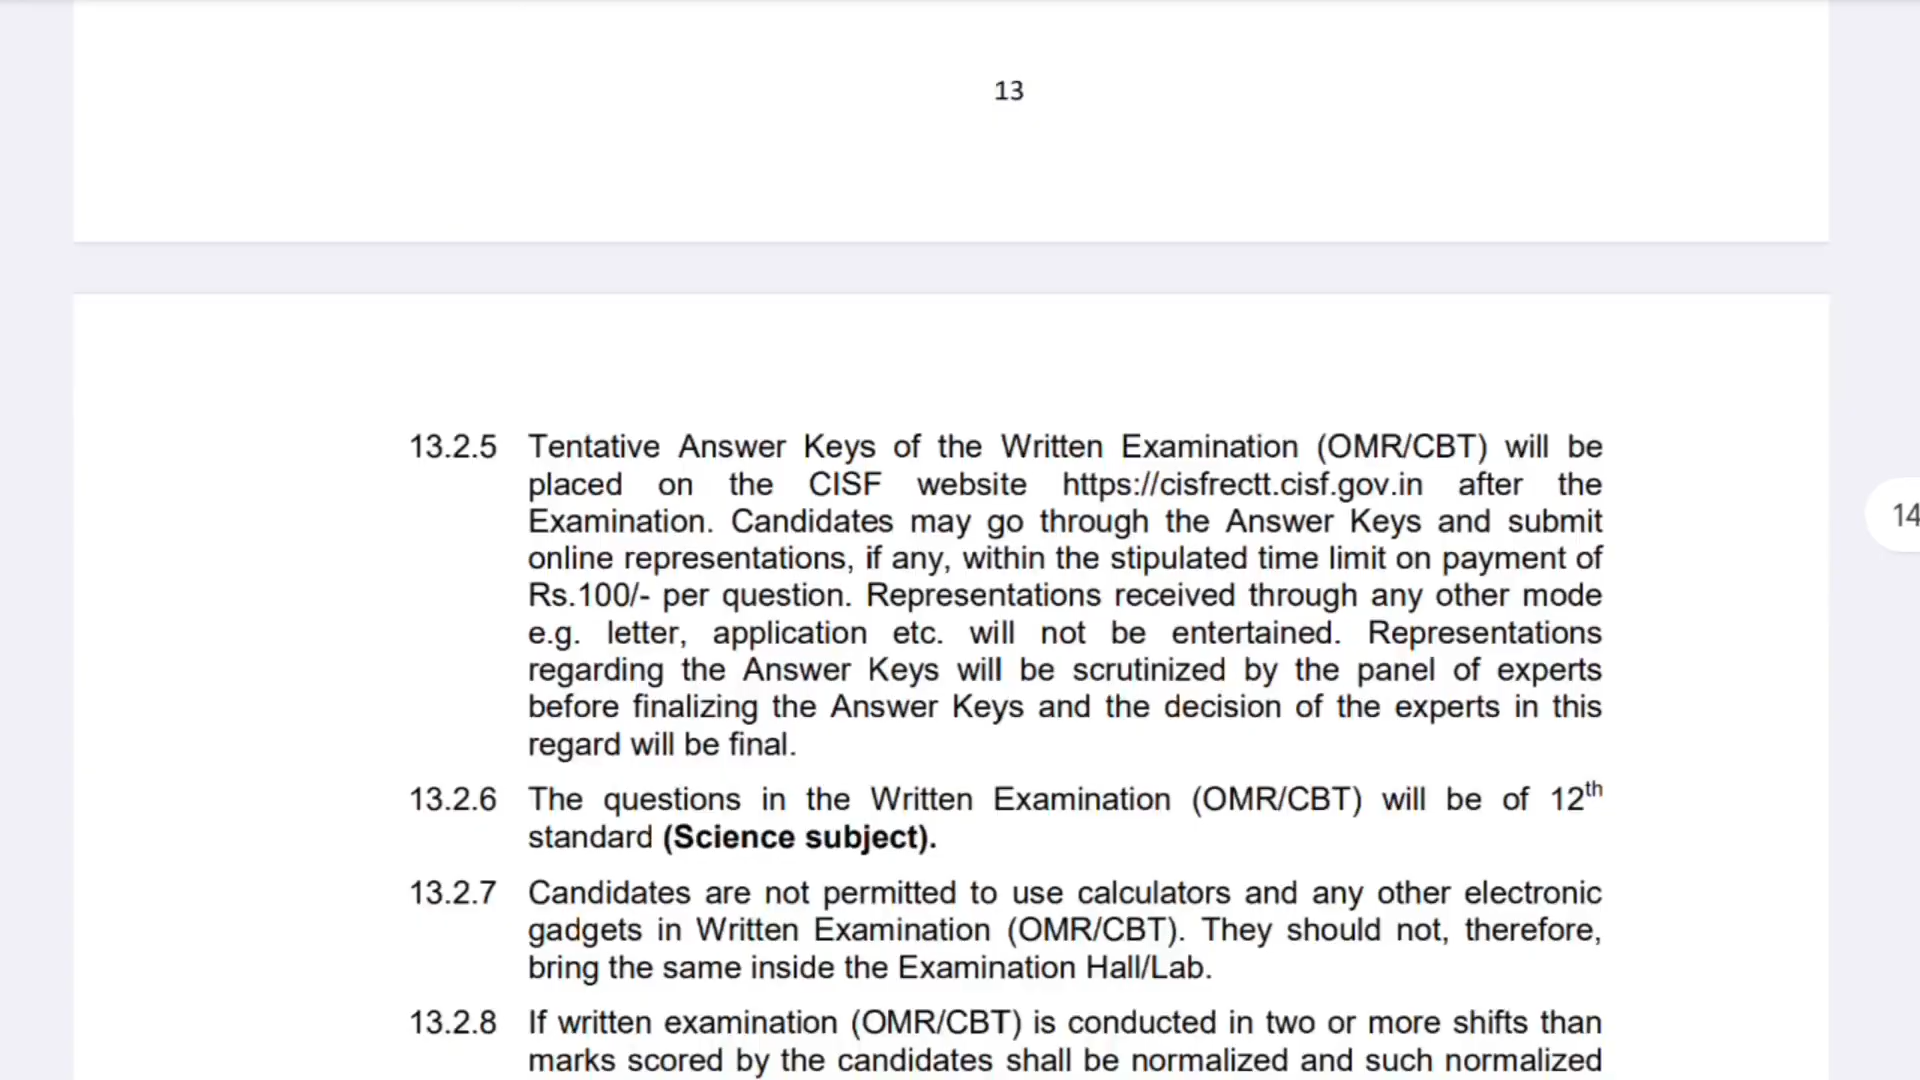 13
13.2.5 Tentative Answer Keys of the Written Examination (OMR/CBT) will be
placed on the CISF website https://cisfrectt.cisf.gov.in after the
Examination. Candidates may go through the Answer Keys and submit
online representations, if any, within the stipulated time limit on payment of
Rs.100/- per question. Representations received through any other mode
e.g. letter, application etc. will not be entertained. Representations
regarding the Answer Keys will be scrutinized by the panel of experts
before finalizing the Answer Keys and the decision of the experts in this
regard will be final.
13.2.6 The questions in the Written Examination (OMR/CBT) will be of 12th
standard (Science subject).
13.2.7 Candidates are not permitted to use calculators and any other electronic
gadgets in Written Examination (OMR/CBT). They should not, therefore,
bring the same inside the Examination Hall/Lab.
13.2.8 If written examination (OMR/CBT) is conducted in two or more shifts than
marks scored by the candidates shall be normalized and such normalized
14